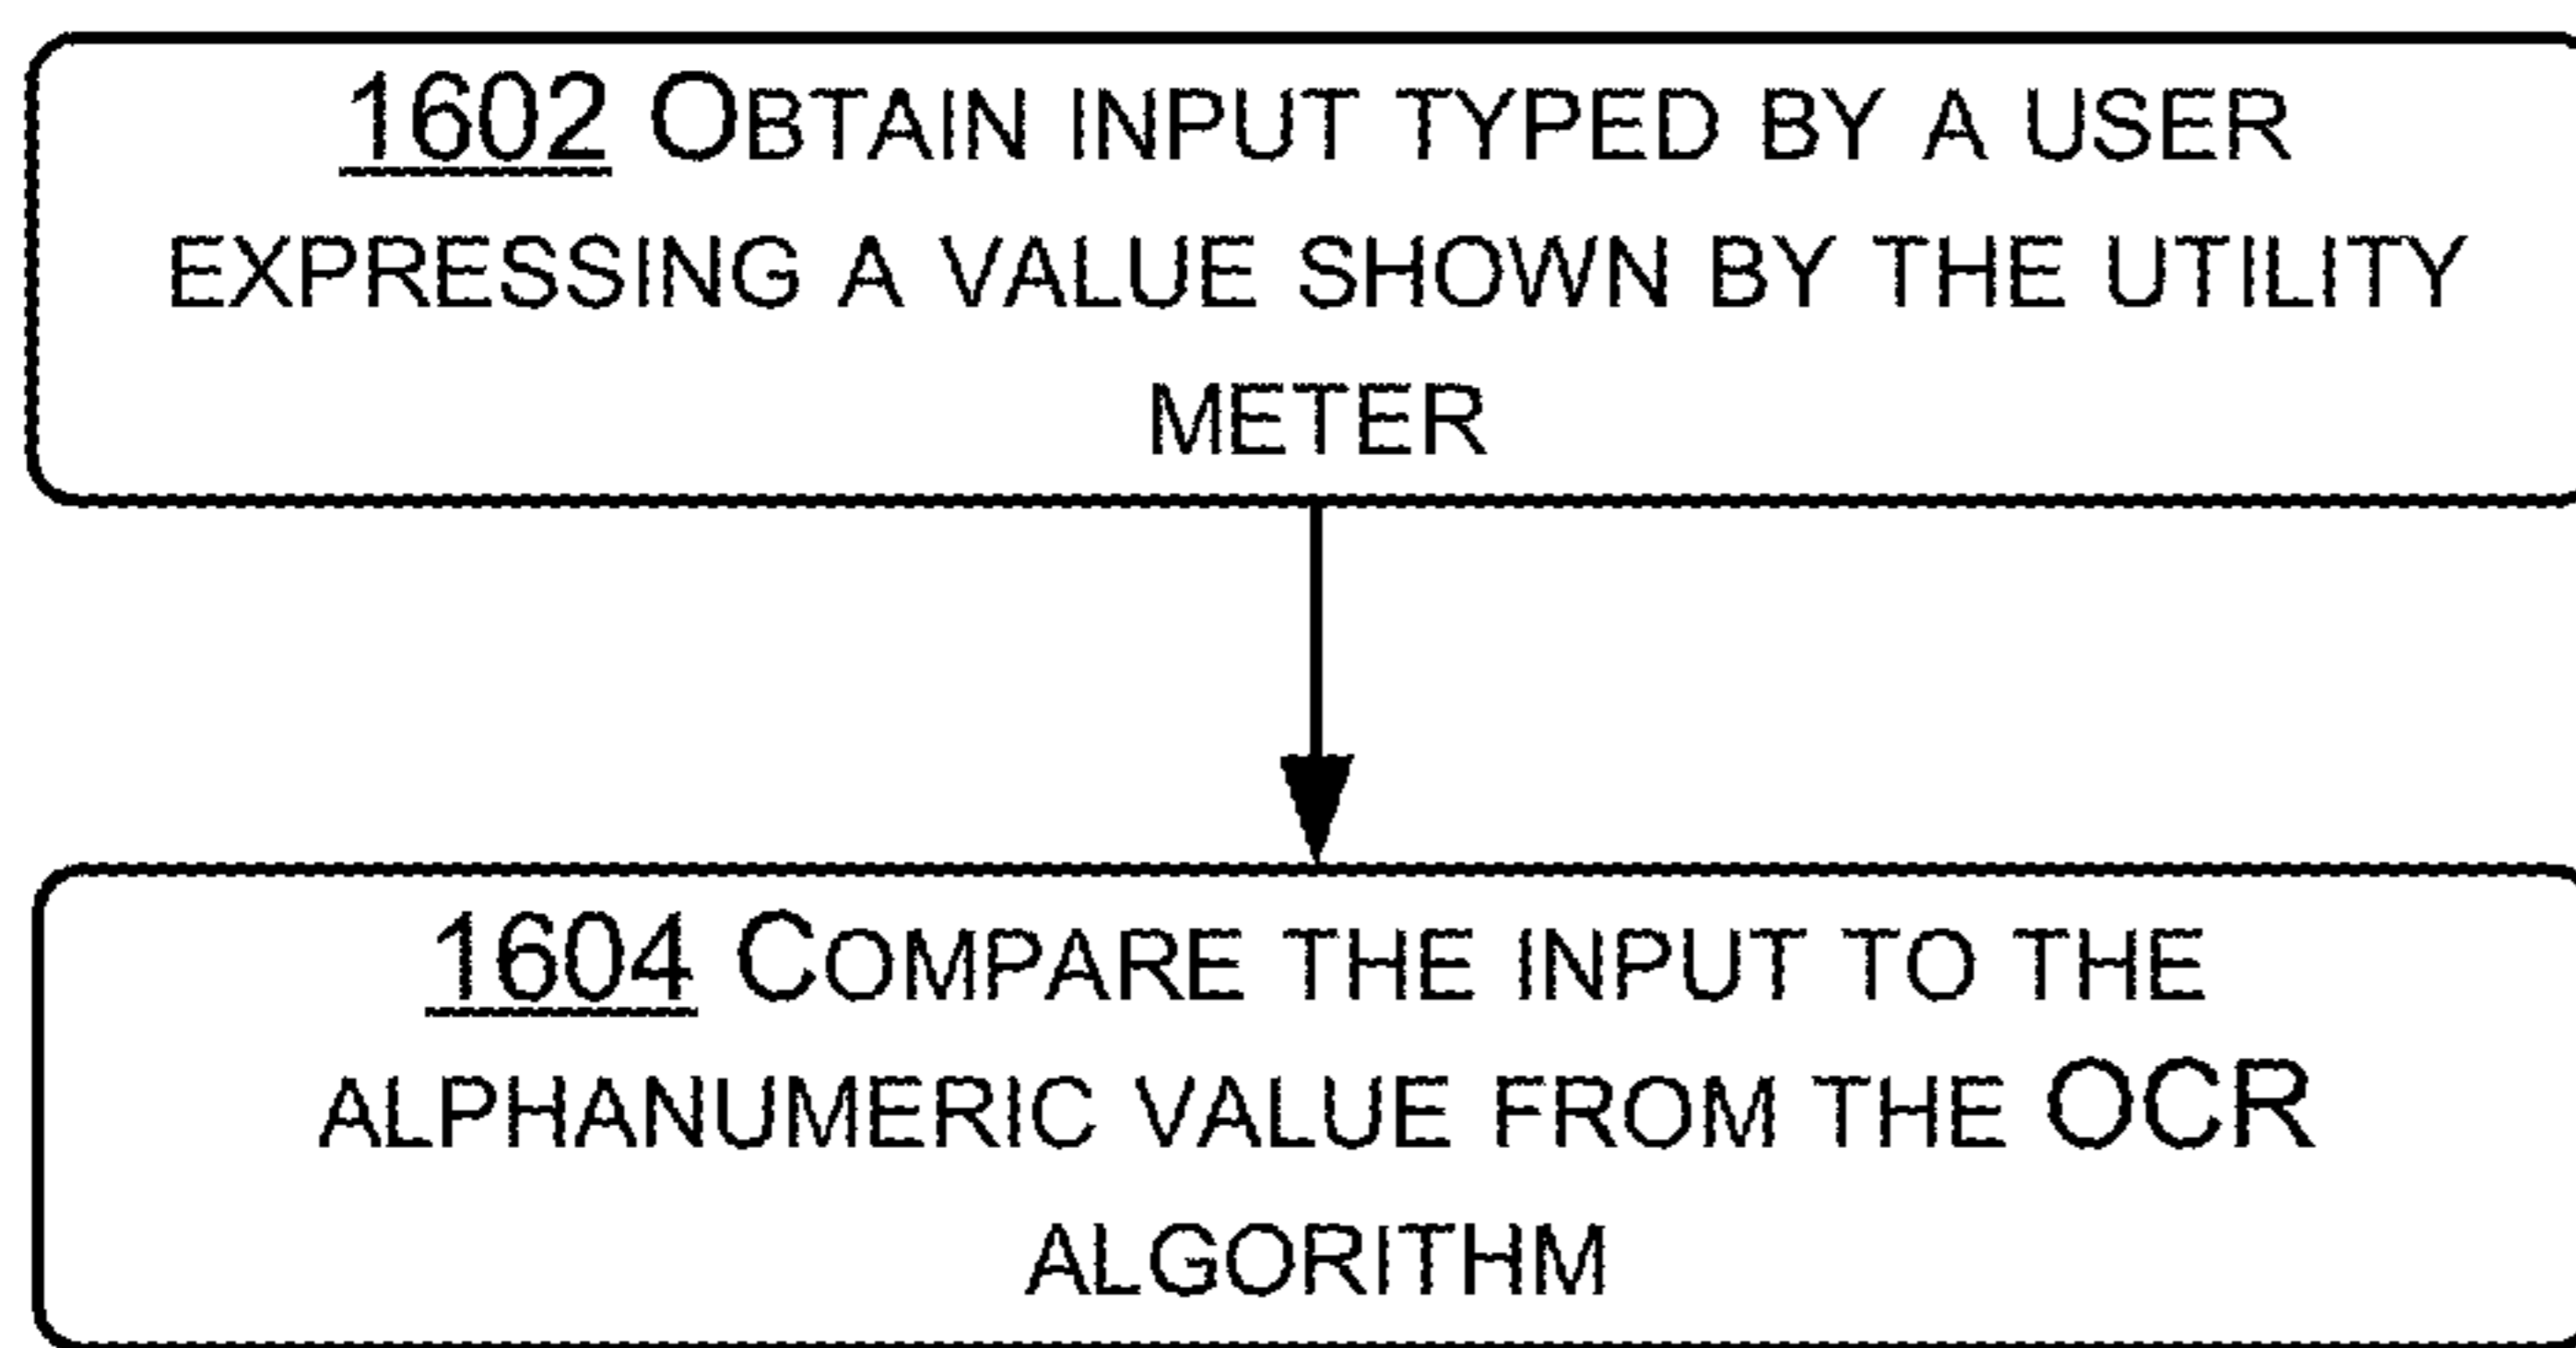 1602 OBTAIN INPUT TYPED BY A USER
EXPRESSING A VALUE SHOWN BY THE UTILITY
METER
1604 COMPARE THE INPUT TO THE
ALPHANUMERIC VALUE FROM THE OCR
ALGORITHM